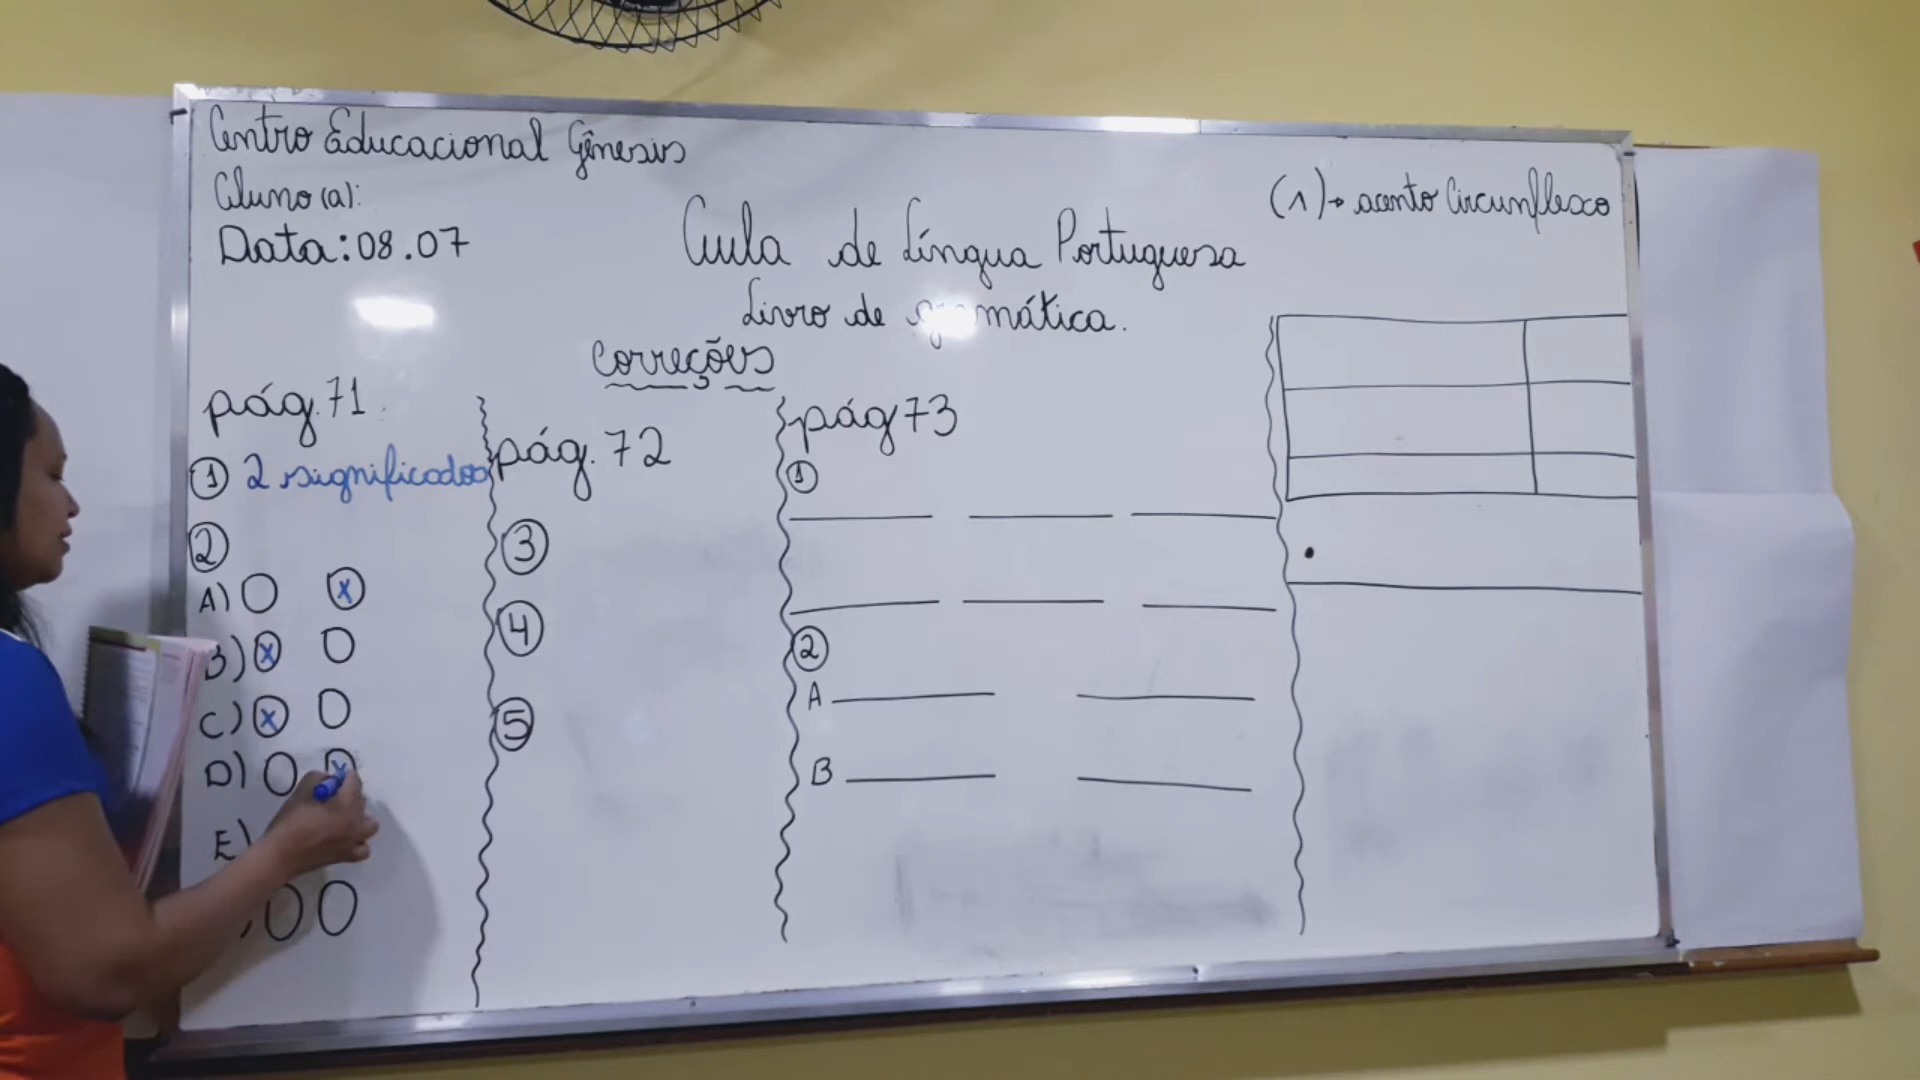 Centro Educacional Gênesis
Aluno(a):
Data: 08.07
(^)→ acento Circunflexo
Aula de Língua Portuguesa
Livro de gramática.
Correções
pág. 71
① 2 significados
②
A) ○ ⓧ
B) ⓧ ○
C) ⓧ ○
D) ○ ⓧ
E)
pág. 72
③
④
⑤
pág 73
①
②
A
B